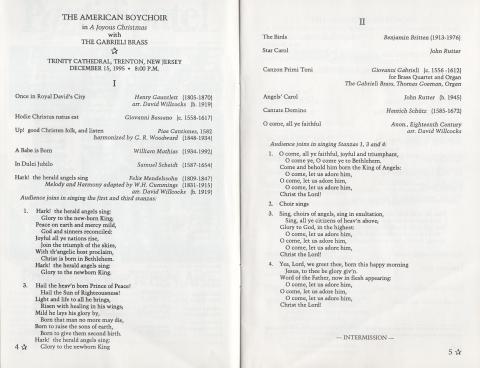 THE AMERICAN BOYCHOIR
in A Joyous Christmas
with
THE GABRIELI BRASS
☆
TRINITY CATHEDRAL, TRENTON, NEW JERSEY
DECEMBER 15, 1995 • 8:00 P.M.
I
Once in Royal David's City Henry Gauntlett (1805-1870)
arr. David Willcocks (b. 1919)
Hodie Christus natus est Giovanni Bassano (c. 1558-1617)
Up! good Christen folk, and listen Piae Cantiones, 1582
harmonized by G. R. Woodward (1848-1934)
A Babe is Born William Mathias (1934-1992)
In Dulci Jubilo Samuel Scheidt (1587-1654)
Hark! the herald angels sing Felix Mendelssohn (1809-1847)
Melody and Harmony adapted by W.H. Cummings (1831-1915)
arr. David Willcocks (b. 1919)
Audience joins in singing the first and third stanzas:
1. Hark! the herald angels sing:
Glory to the new-born King.
Peace on earth and mercy mild,
God and sinners reconciled:
Joyful all ye nations rise,
Join the triumph of the skies,
With th'angelic host proclaim,
Christ is born in Bethlehem.
Hark! the herald angels sing:
Glory to the newborn King.
3. Hail the heav'n born Prince of Peace!
Hail the Sun of Righteousness!
Light and life to all he brings,
Risen with healing in his wings;
Mild he lays his glory by,
Born that man no more may die,
Born to raise the sons of earth,
Born to give them second birth.
Hark! the herald angels sing:
Glory to the newborn King
4 ☆
II
The Birds Benjamin Britten (1913-1976)
Star Carol John Rutter
Canzon Primi Toni Giovanni Gabrieli (c. 1556-1612)
for Brass Quartet and Organ
The Gabrieli Brass, Thomas Goeman, Organ
Angels' Carol John Rutter (b. 1945)
Cantate Domino Heinrich Schütz (1585-1672)
O come, all ye faithful Anon., Eighteenth Century
arr. David Willcocks
Audience joins in singing Stanzas 1, 3 and 4:
1. O come, all ye faithful, joyful and triumphant,
O come ye, O come ye to Bethlehem.
Come and behold him born the King of Angels:
O come, let us adore him,
O come, let us adore him,
O come, let us adore him,
Christ the Lord!
2. Choir sings
3. Sing, choirs of angels, sing in exultation,
Sing, all ye citizens of heav'n above,
Glory to God, in the highest:
O come, let us adore him,
O come, let us adore him,
O come, let us adore him,
Christ the Lord!
4. Yea, Lord, we greet thee, born this happy morning
Jesus, to thee be glory giv'n.
Word of the Father, now in flesh appearing:
O come, let us adore him,
O come, let us adore him,
O come, let us adore him,
Christ the Lord!
— INTERMISSION —
5 ☆